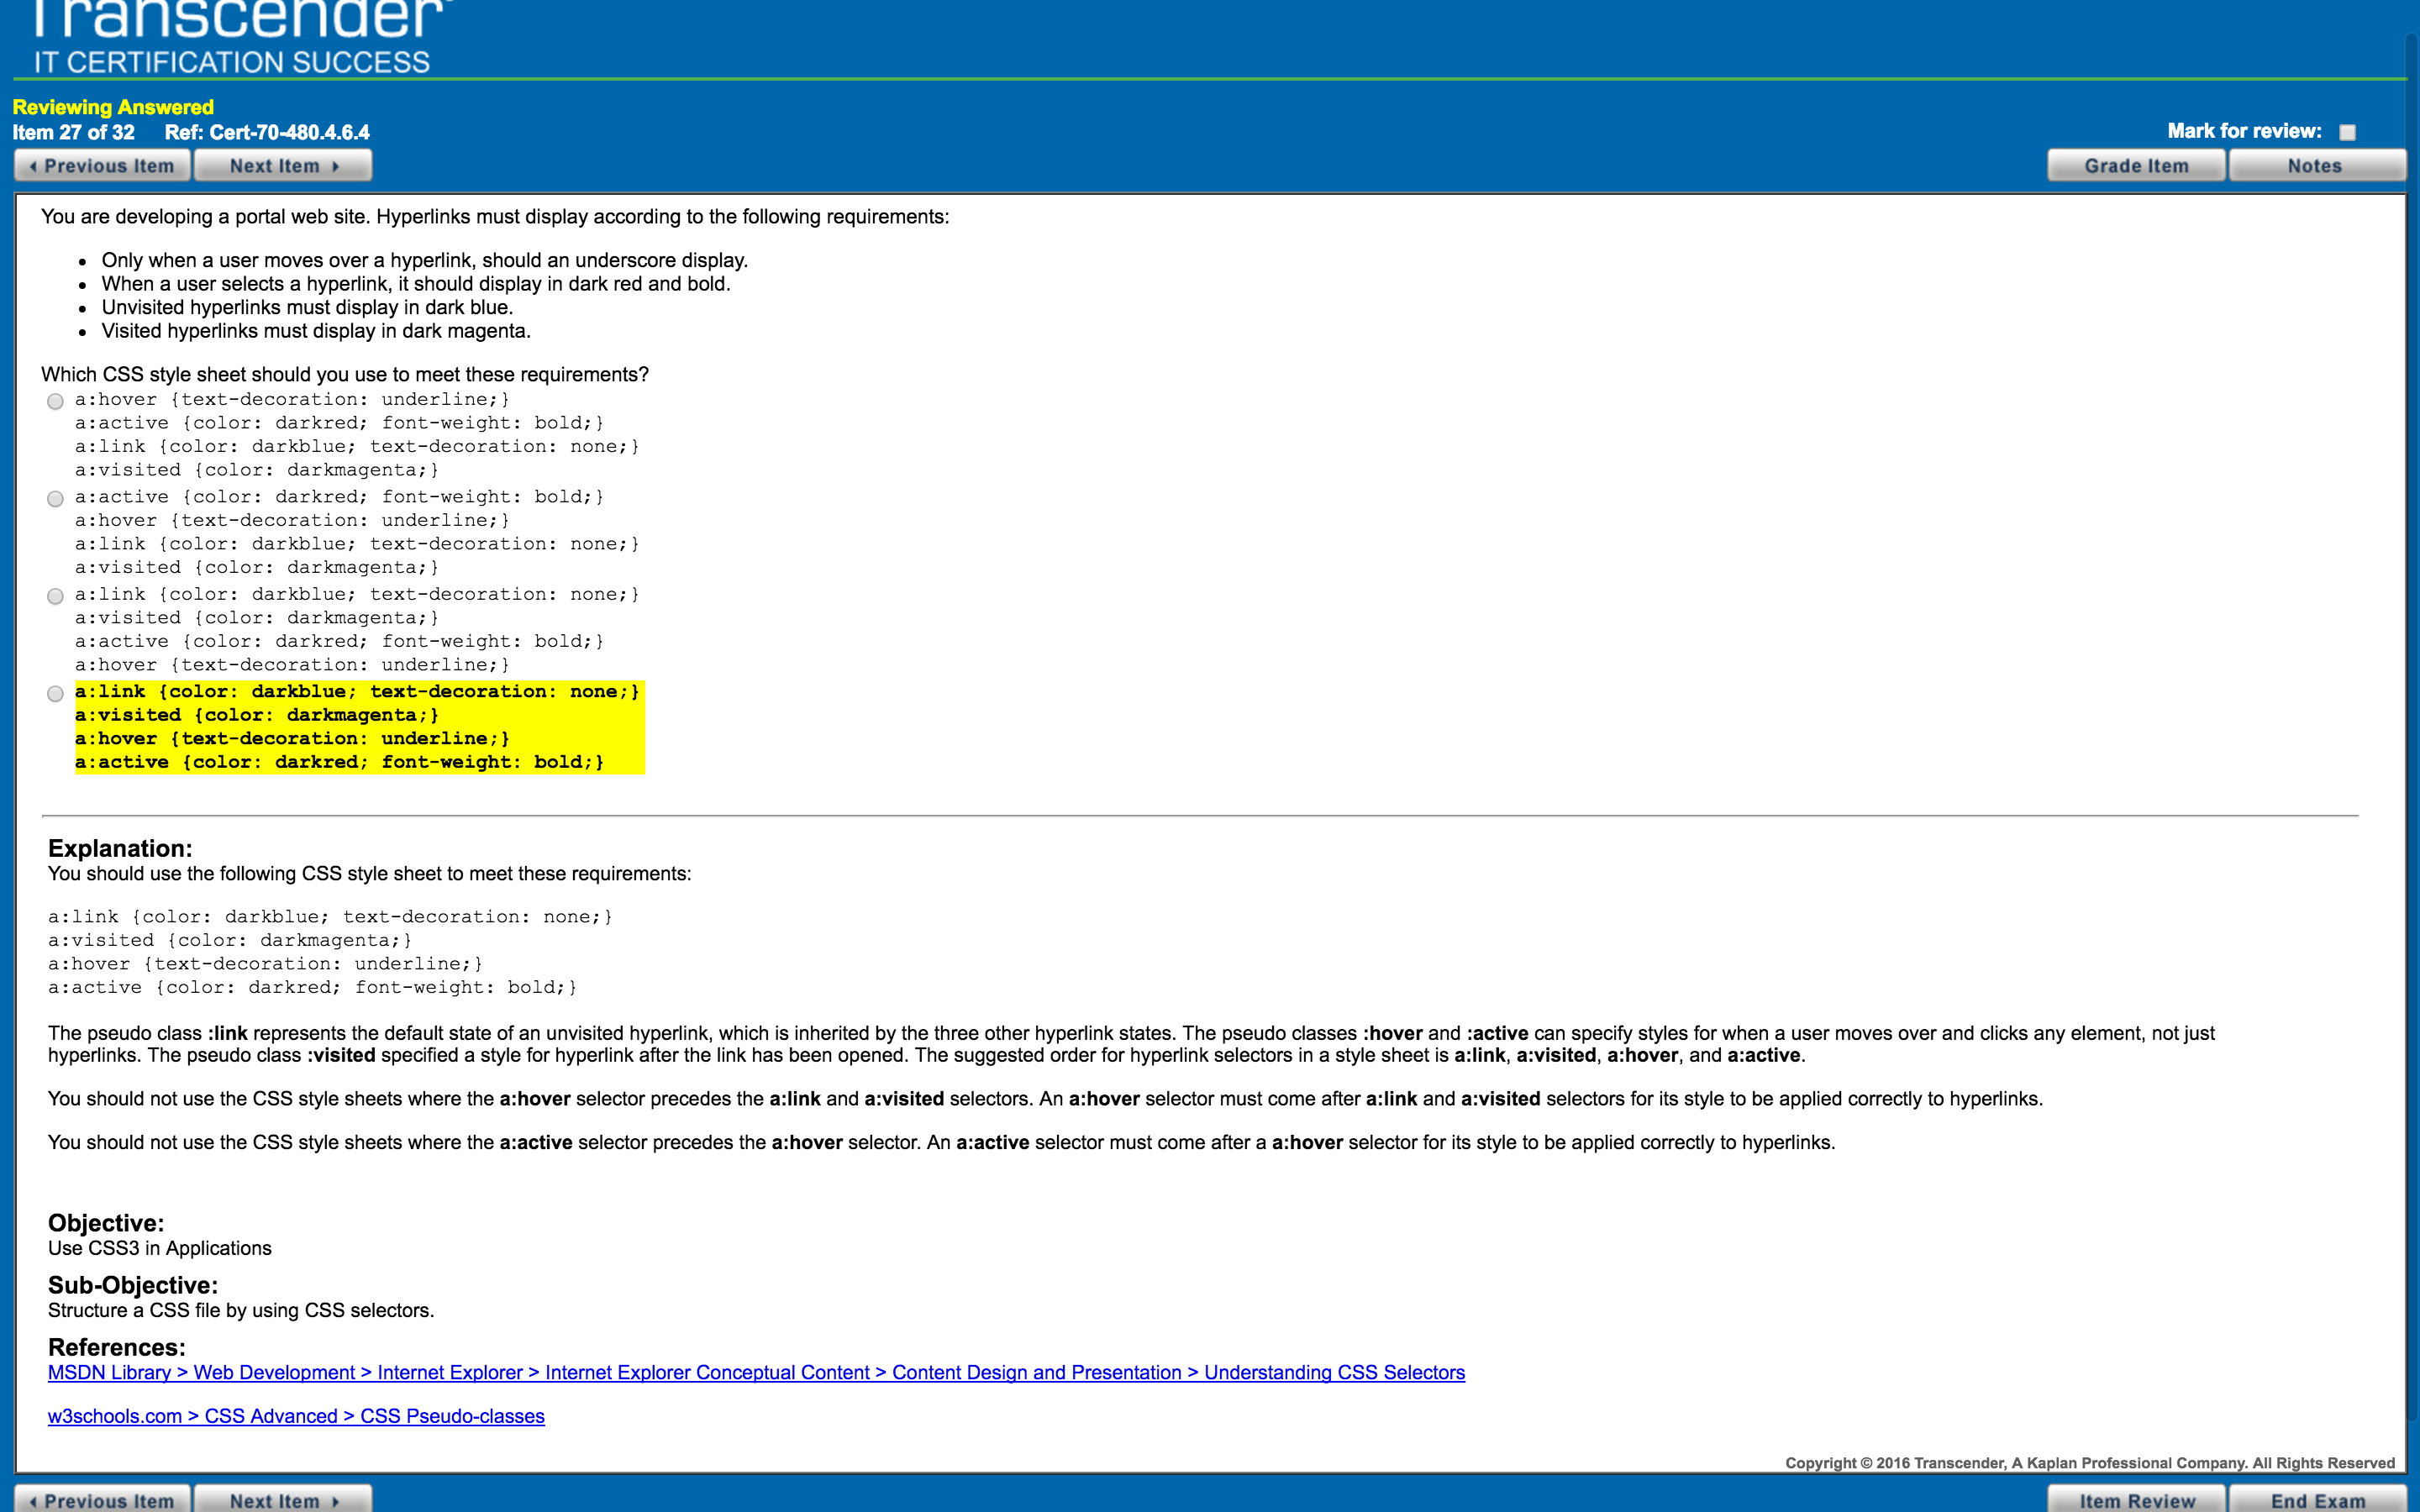 Transcender
IT CERTIFICATION SUCCESS
Reviewing Answered
Item 27 of 32 Ref: Cert-70-480.4.6.4
Mark for review:
Previous Item Next Item Grade Item Notes
You are developing a portal web site. Hyperlinks must display according to the following requirements:
• Only when a user moves over a hyperlink, should an underscore display.
• When a user selects a hyperlink, it should display in dark red and bold.
• Unvisited hyperlinks must display in dark blue.
• Visited hyperlinks must display in dark magenta.
Which CSS style sheet should you use to meet these requirements?
a:hover {text-decoration: underline;}
a:active {color: darkred; font-weight: bold;}
a:link {color: darkblue; text-decoration: none;}
a:visited {color: darkmagenta;}
a:active {color: darkred; font-weight: bold;}
a:hover {text-decoration: underline;}
a:link {color: darkblue; text-decoration: none;}
a:visited {color: darkmagenta;}
a:link {color: darkblue; text-decoration: none;}
a:visited {color: darkmagenta;}
a:active {color: darkred; font-weight: bold;}
a:hover {text-decoration: underline;}
a:link {color: darkblue; text-decoration: none;}
a:visited {color: darkmagenta;}
a:hover {text-decoration: underline;}
a:active {color: darkred; font-weight: bold;}
Explanation:
You should use the following CSS style sheet to meet these requirements:
a:link {color: darkblue; text-decoration: none;}
a:visited {color: darkmagenta;}
a:hover {text-decoration: underline;}
a:active {color: darkred; font-weight: bold;}
The pseudo class :link represents the default state of an unvisited hyperlink, which is inherited by the three other hyperlink states. The pseudo classes :hover and :active can specify styles for when a user moves over and clicks any element, not just
hyperlinks. The pseudo class :visited specified a style for hyperlink after the link has been opened. The suggested order for hyperlink selectors in a style sheet is a:link, a:visited, a:hover, and a:active.
You should not use the CSS style sheets where the a:hover selector precedes the a:link and a:visited selectors. An a:hover selector must come after a:link and a:visited selectors for its style to be applied correctly to hyperlinks.
You should not use the CSS style sheets where the a:active selector precedes the a:hover selector. An a:active selector must come after a a:hover selector for its style to be applied correctly to hyperlinks.
Objective:
Use CSS3 in Applications
Sub-Objective:
Structure a CSS file by using CSS selectors.
References:
MSDN Library > Web Development > Internet Explorer > Internet Explorer Conceptual Content > Content Design and Presentation > Understanding CSS Selectors
w3schools.com > CSS Advanced > CSS Pseudo-classes
Copyright © 2016 Transcender, A Kaplan Professional Company. All Rights Reserved
Previous Item Next Item Item Review End Exam